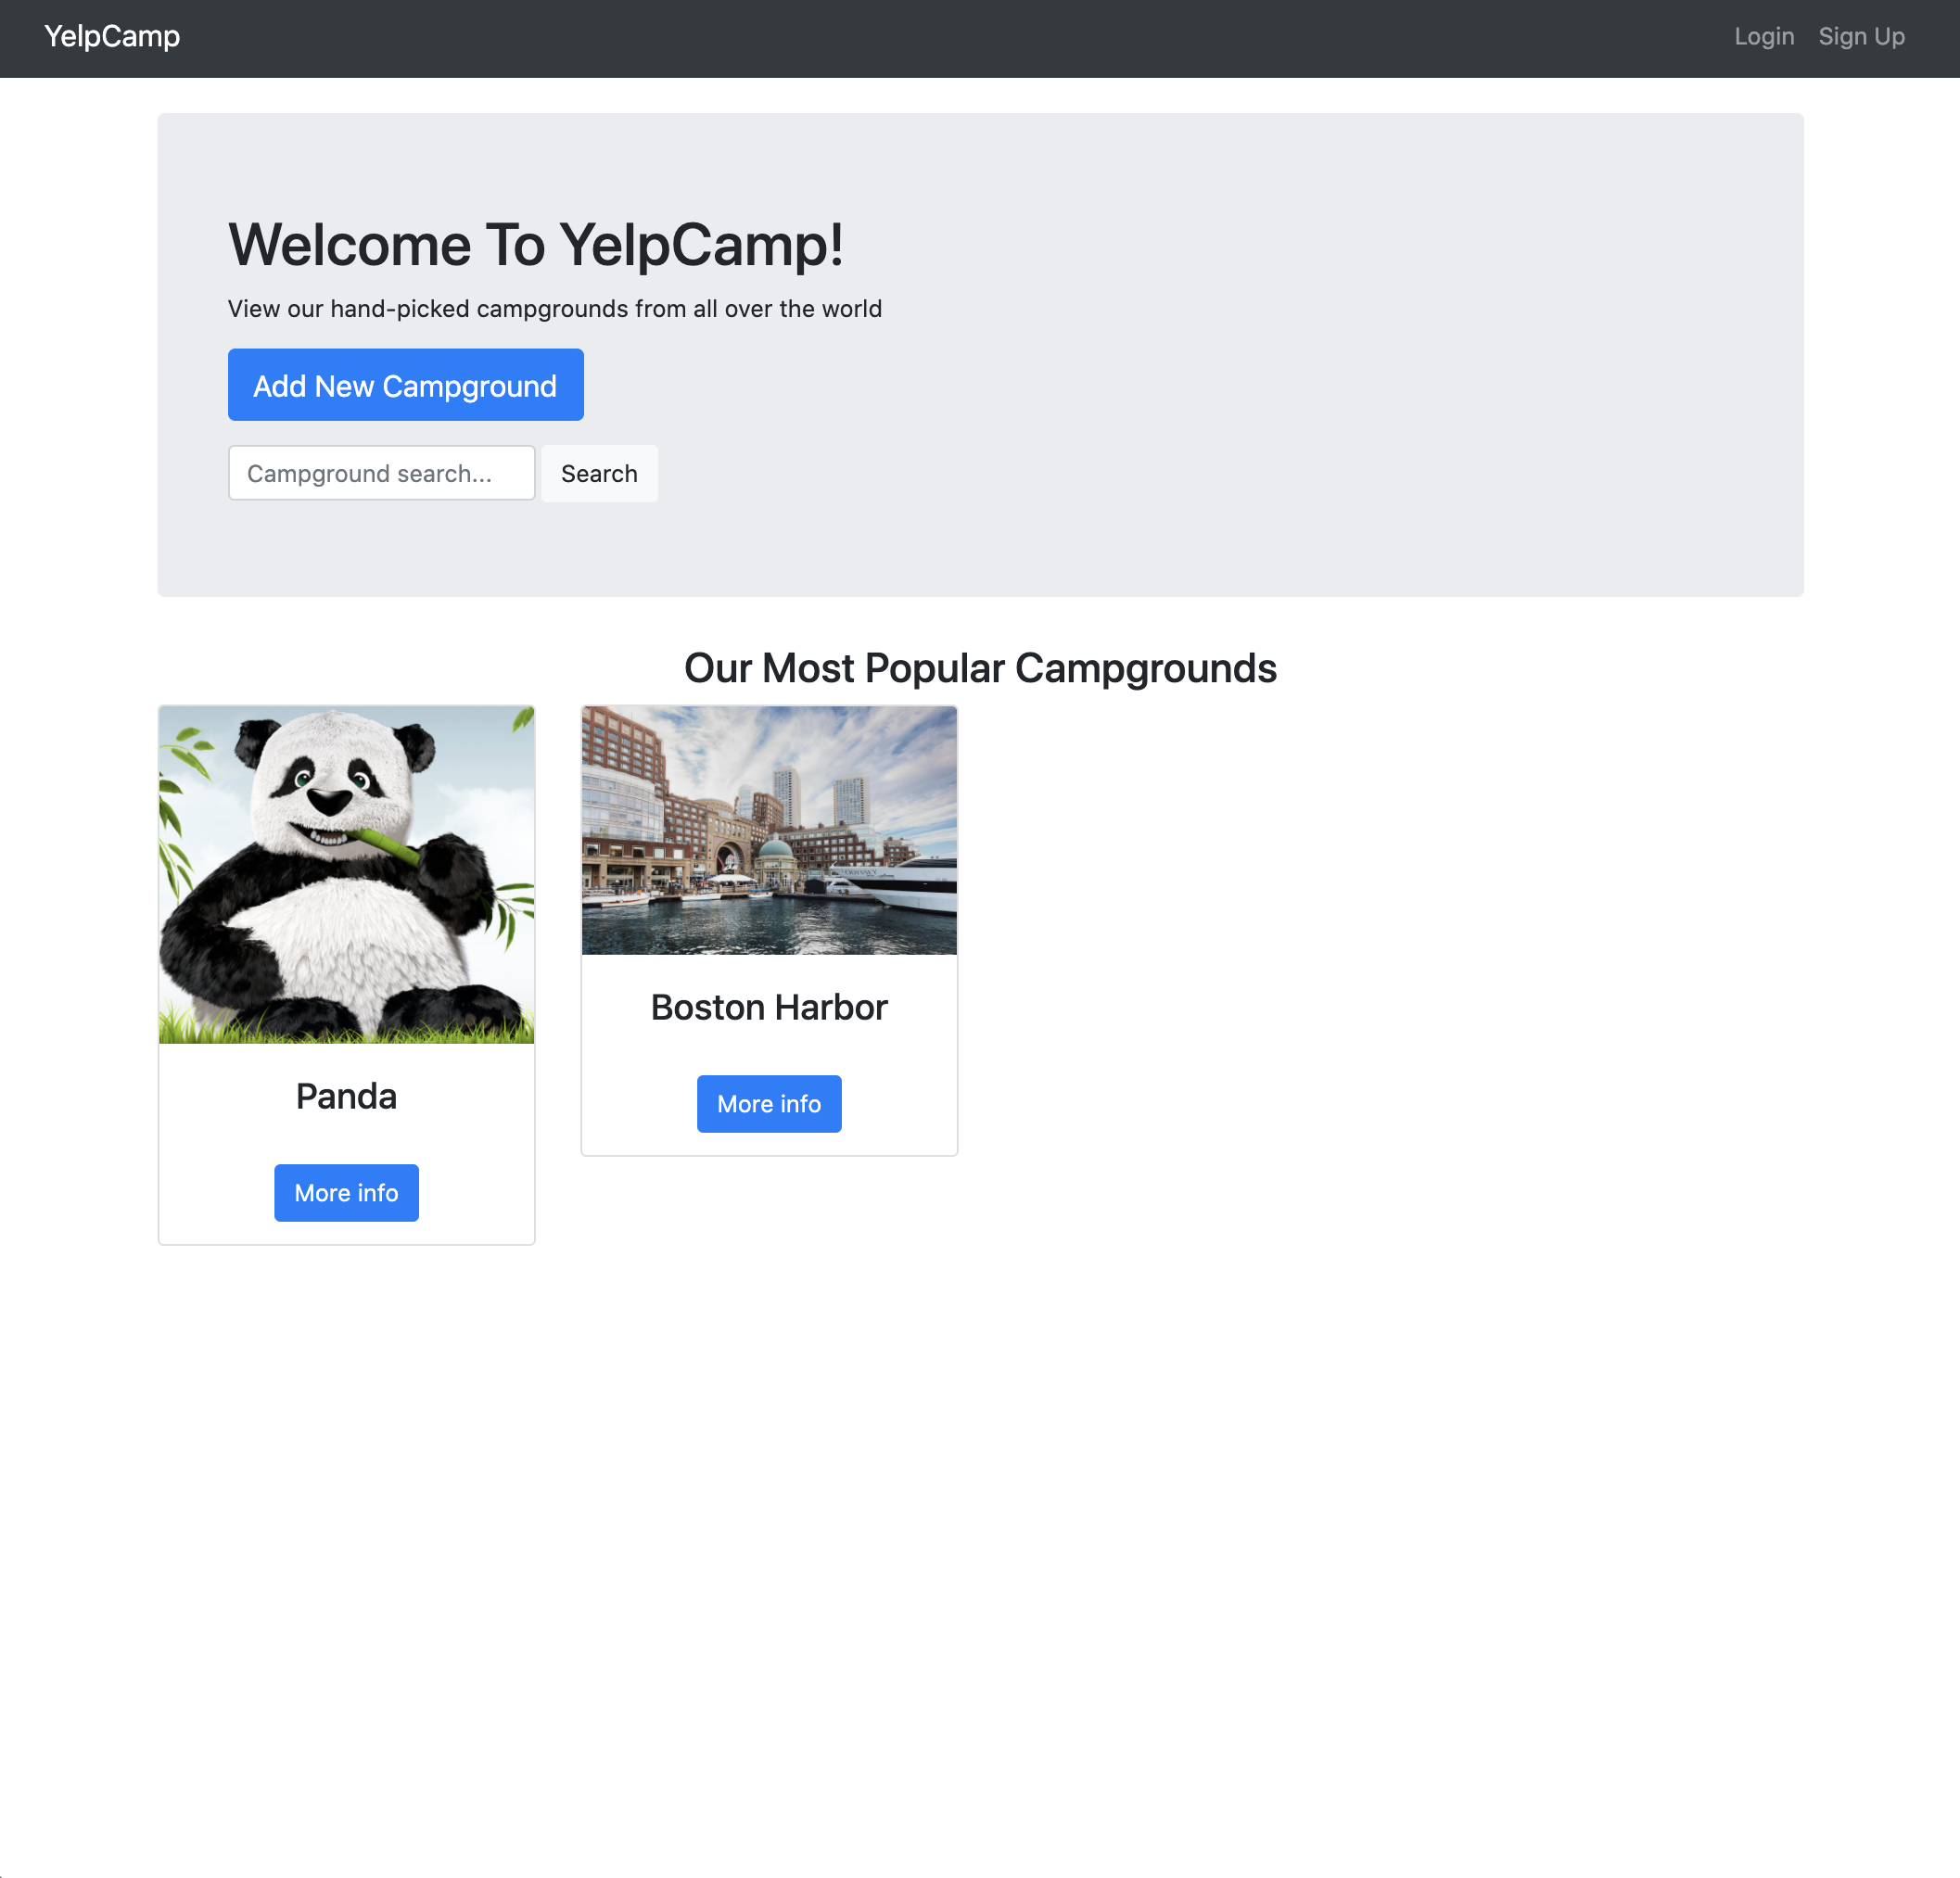 YelpCamp
Login Sign Up
Welcome To YelpCamp!
View our hand-picked campgrounds from all over the world
Add New Campground
Campground search... Search
Our Most Popular Campgrounds
Panda
More info
Boston Harbor
More info